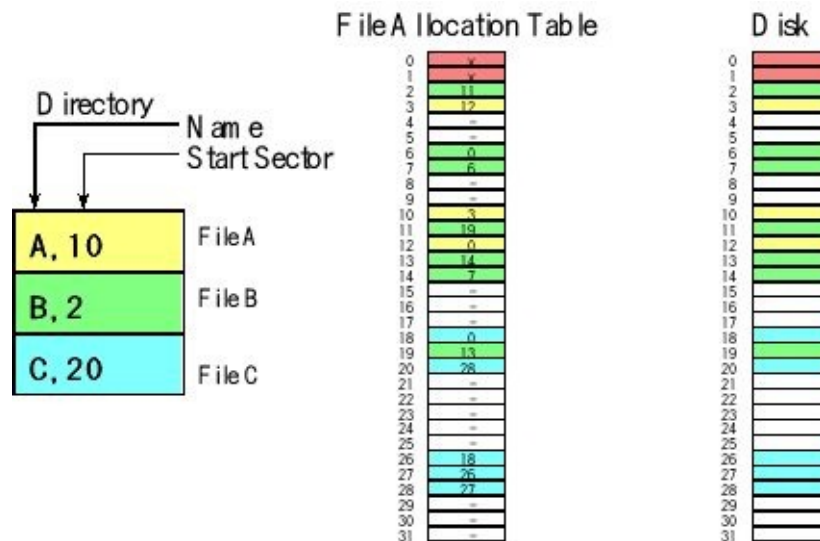 File Allocation Table
Disk
Directory
Name
Start Sector
A, 10
File A
B, 2
File B
C, 20
File C
0 x 0
1 x 1
2 11 2
3 12 3
4 - 4
5 - 5
6 0 6
7 6 7
8 - 8
9 - 9
10 3 10
11 19 11
12 0 12
13 14 13
14 7 14
15 - 15
16 - 16
17 - 17
18 0 18
19 13 19
20 28 20
21 - 21
22 - 22
23 - 23
24 - 24
25 - 25
26 18 26
27 26 27
28 27 28
29 - 29
30 - 30
31 - 31